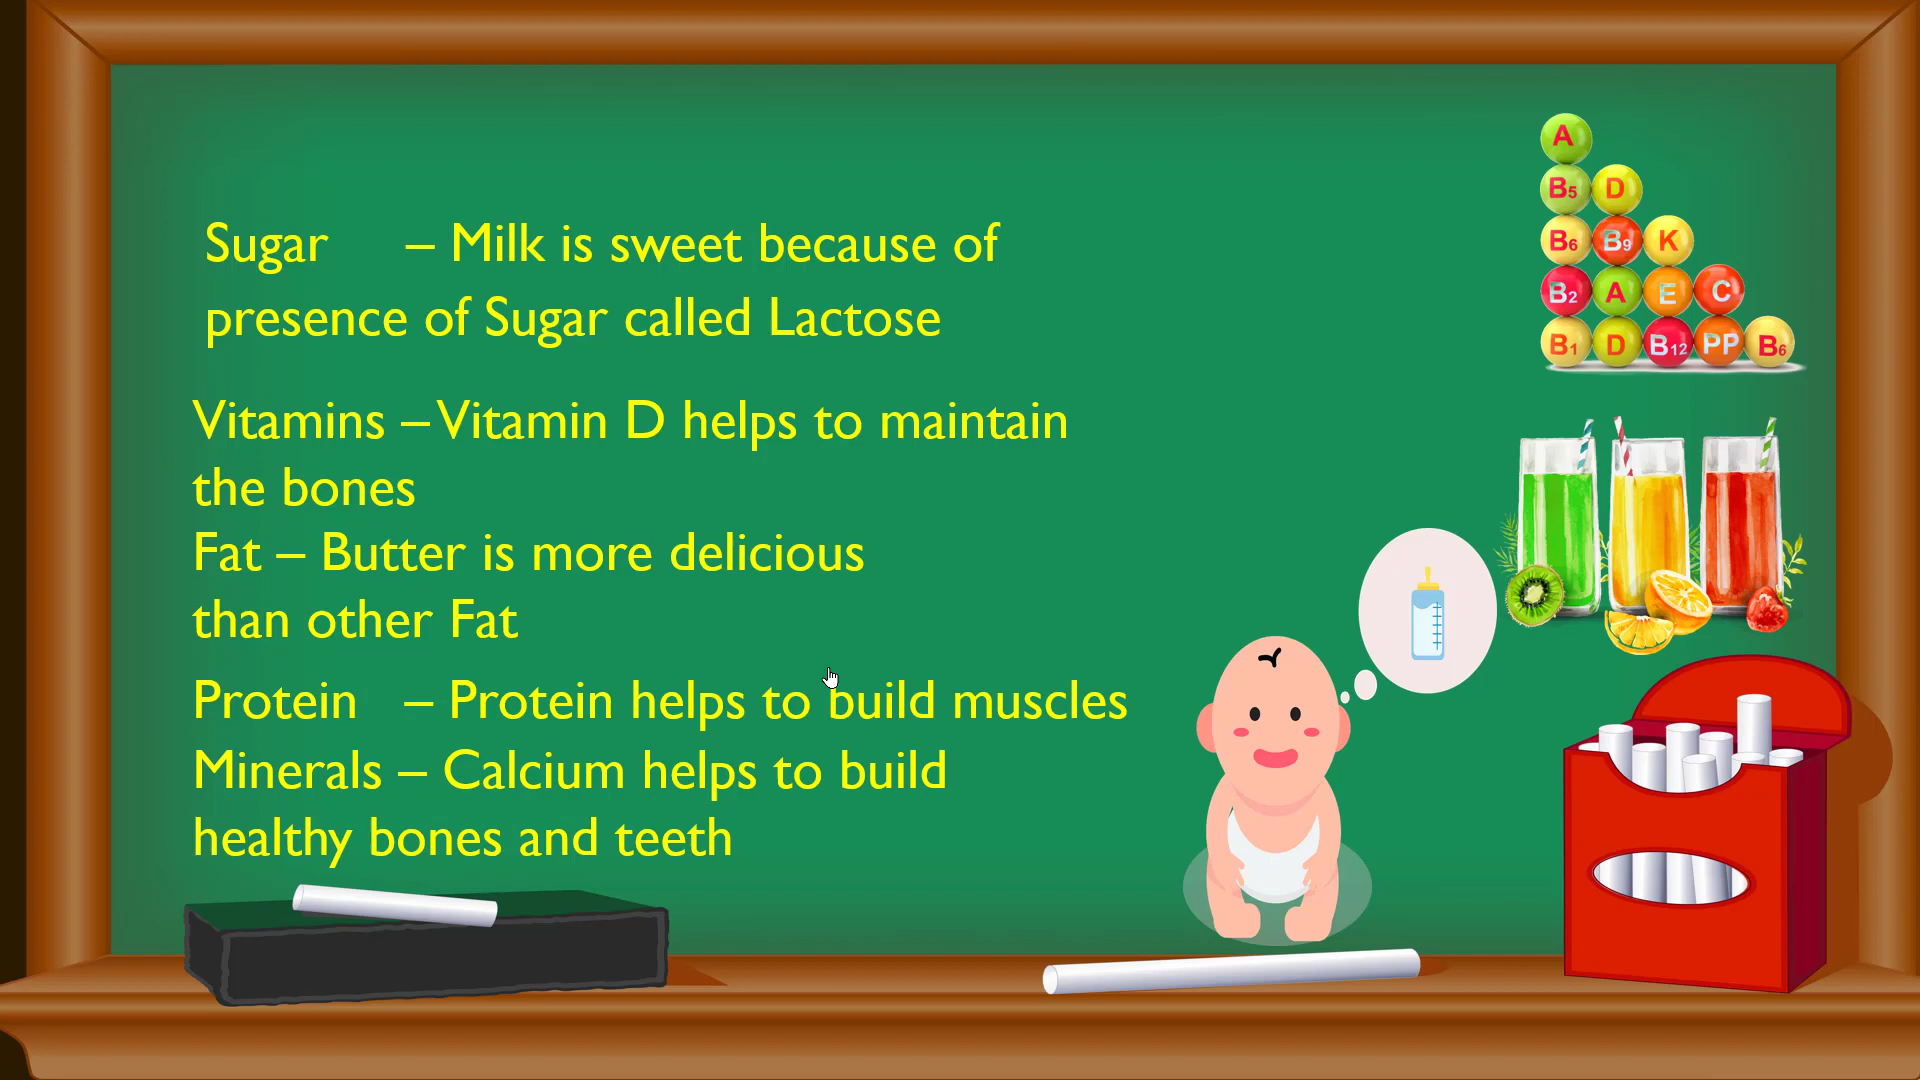 Sugar – Milk is sweet because of
presence of Sugar called Lactose
Vitamins – Vitamin D helps to maintain
the bones
Fat – Butter is more delicious
than other Fat
Protein – Protein helps to build muscles
Minerals – Calcium helps to build
healthy bones and teeth
A
B5 D
B6 B9 K
B2 A E C
B1 D B12 PP B6